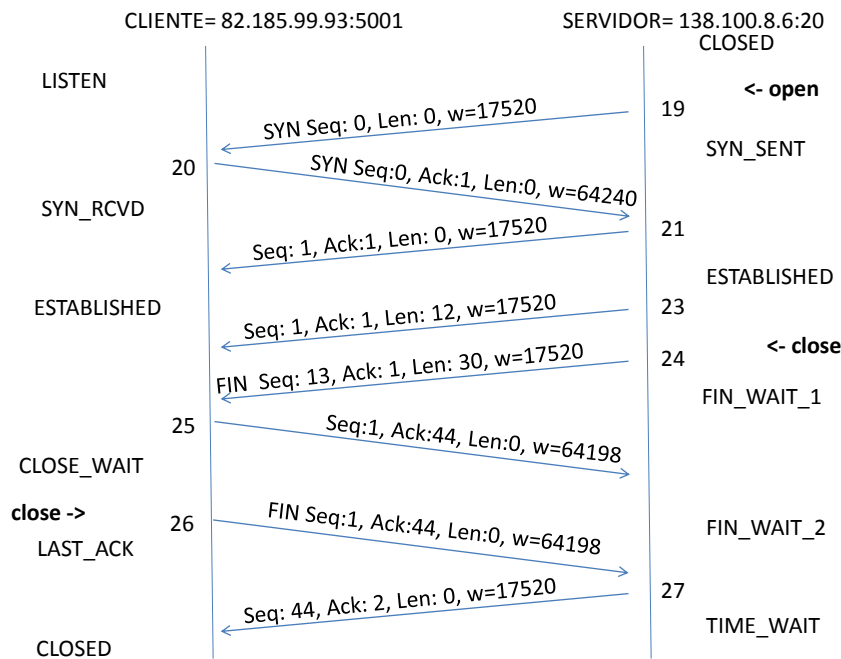 CLIENTE= 82.185.99.93:5001
SERVIDOR= 138.100.8.6:20
CLOSED
LISTEN
<- open
19
SYN Seq: 0, Len: 0, w=17520
SYN_SENT
20
SYN Seq:0, Ack:1, Len:0, w=64240
SYN_RCVD
21
Seq: 1, Ack:1, Len: 0, w=17520
ESTABLISHED
ESTABLISHED
23
Seq: 1, Ack: 1, Len: 12, w=17520
<- close
24
FIN Seq: 13, Ack: 1, Len: 30, w=17520
FIN_WAIT_1
25
Seq:1, Ack:44, Len:0, w=64198
CLOSE_WAIT
close ->
26
FIN Seq:1, Ack:44, Len:0, w=64198
FIN_WAIT_2
LAST_ACK
27
Seq: 44, Ack: 2, Len: 0, w=17520
TIME_WAIT
CLOSED